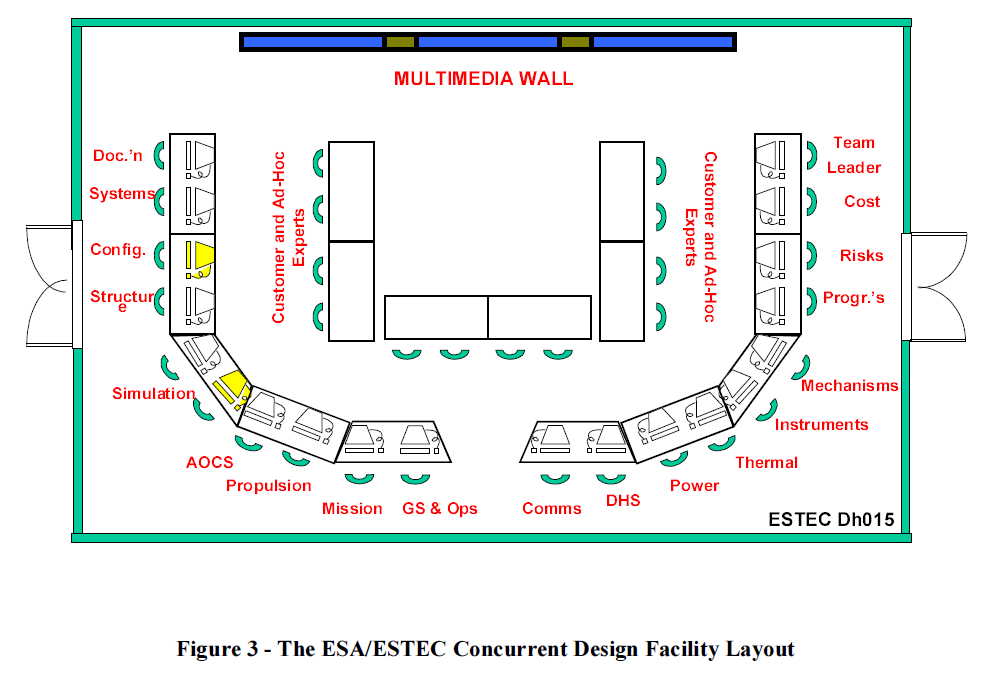 MULTIMEDIA WALL
Doc.'n
Systems
Config.
Structur
e
Simulation
AOCS
Propulsion
Mission
GS & Ops
Customer and Ad-Hoc
Experts
Customer and Ad-Hoc
Experts
Team
Leader
Cost
Risks
Progr.'s
Mechanisms
Instruments
Thermal
Power
DHS
Comms
ESTEC Dh015
Figure 3 - The ESA/ESTEC Concurrent Design Facility Layout